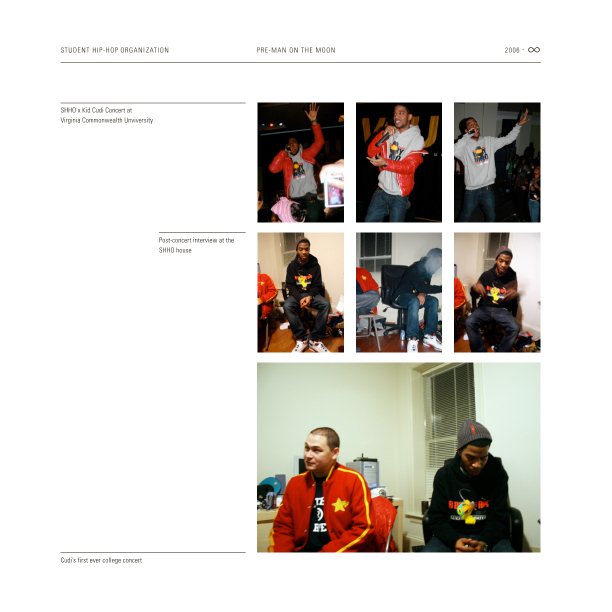 STUDENT HIP-HOP ORGANIZATION
PRE-MAN ON THE MOON
2006 - ∞
SHHO x Kid Cudi Concert at
Virginia Commonwealth Unviversity
Post-concert interview at the
SHHO house
Cudi's first ever college concert